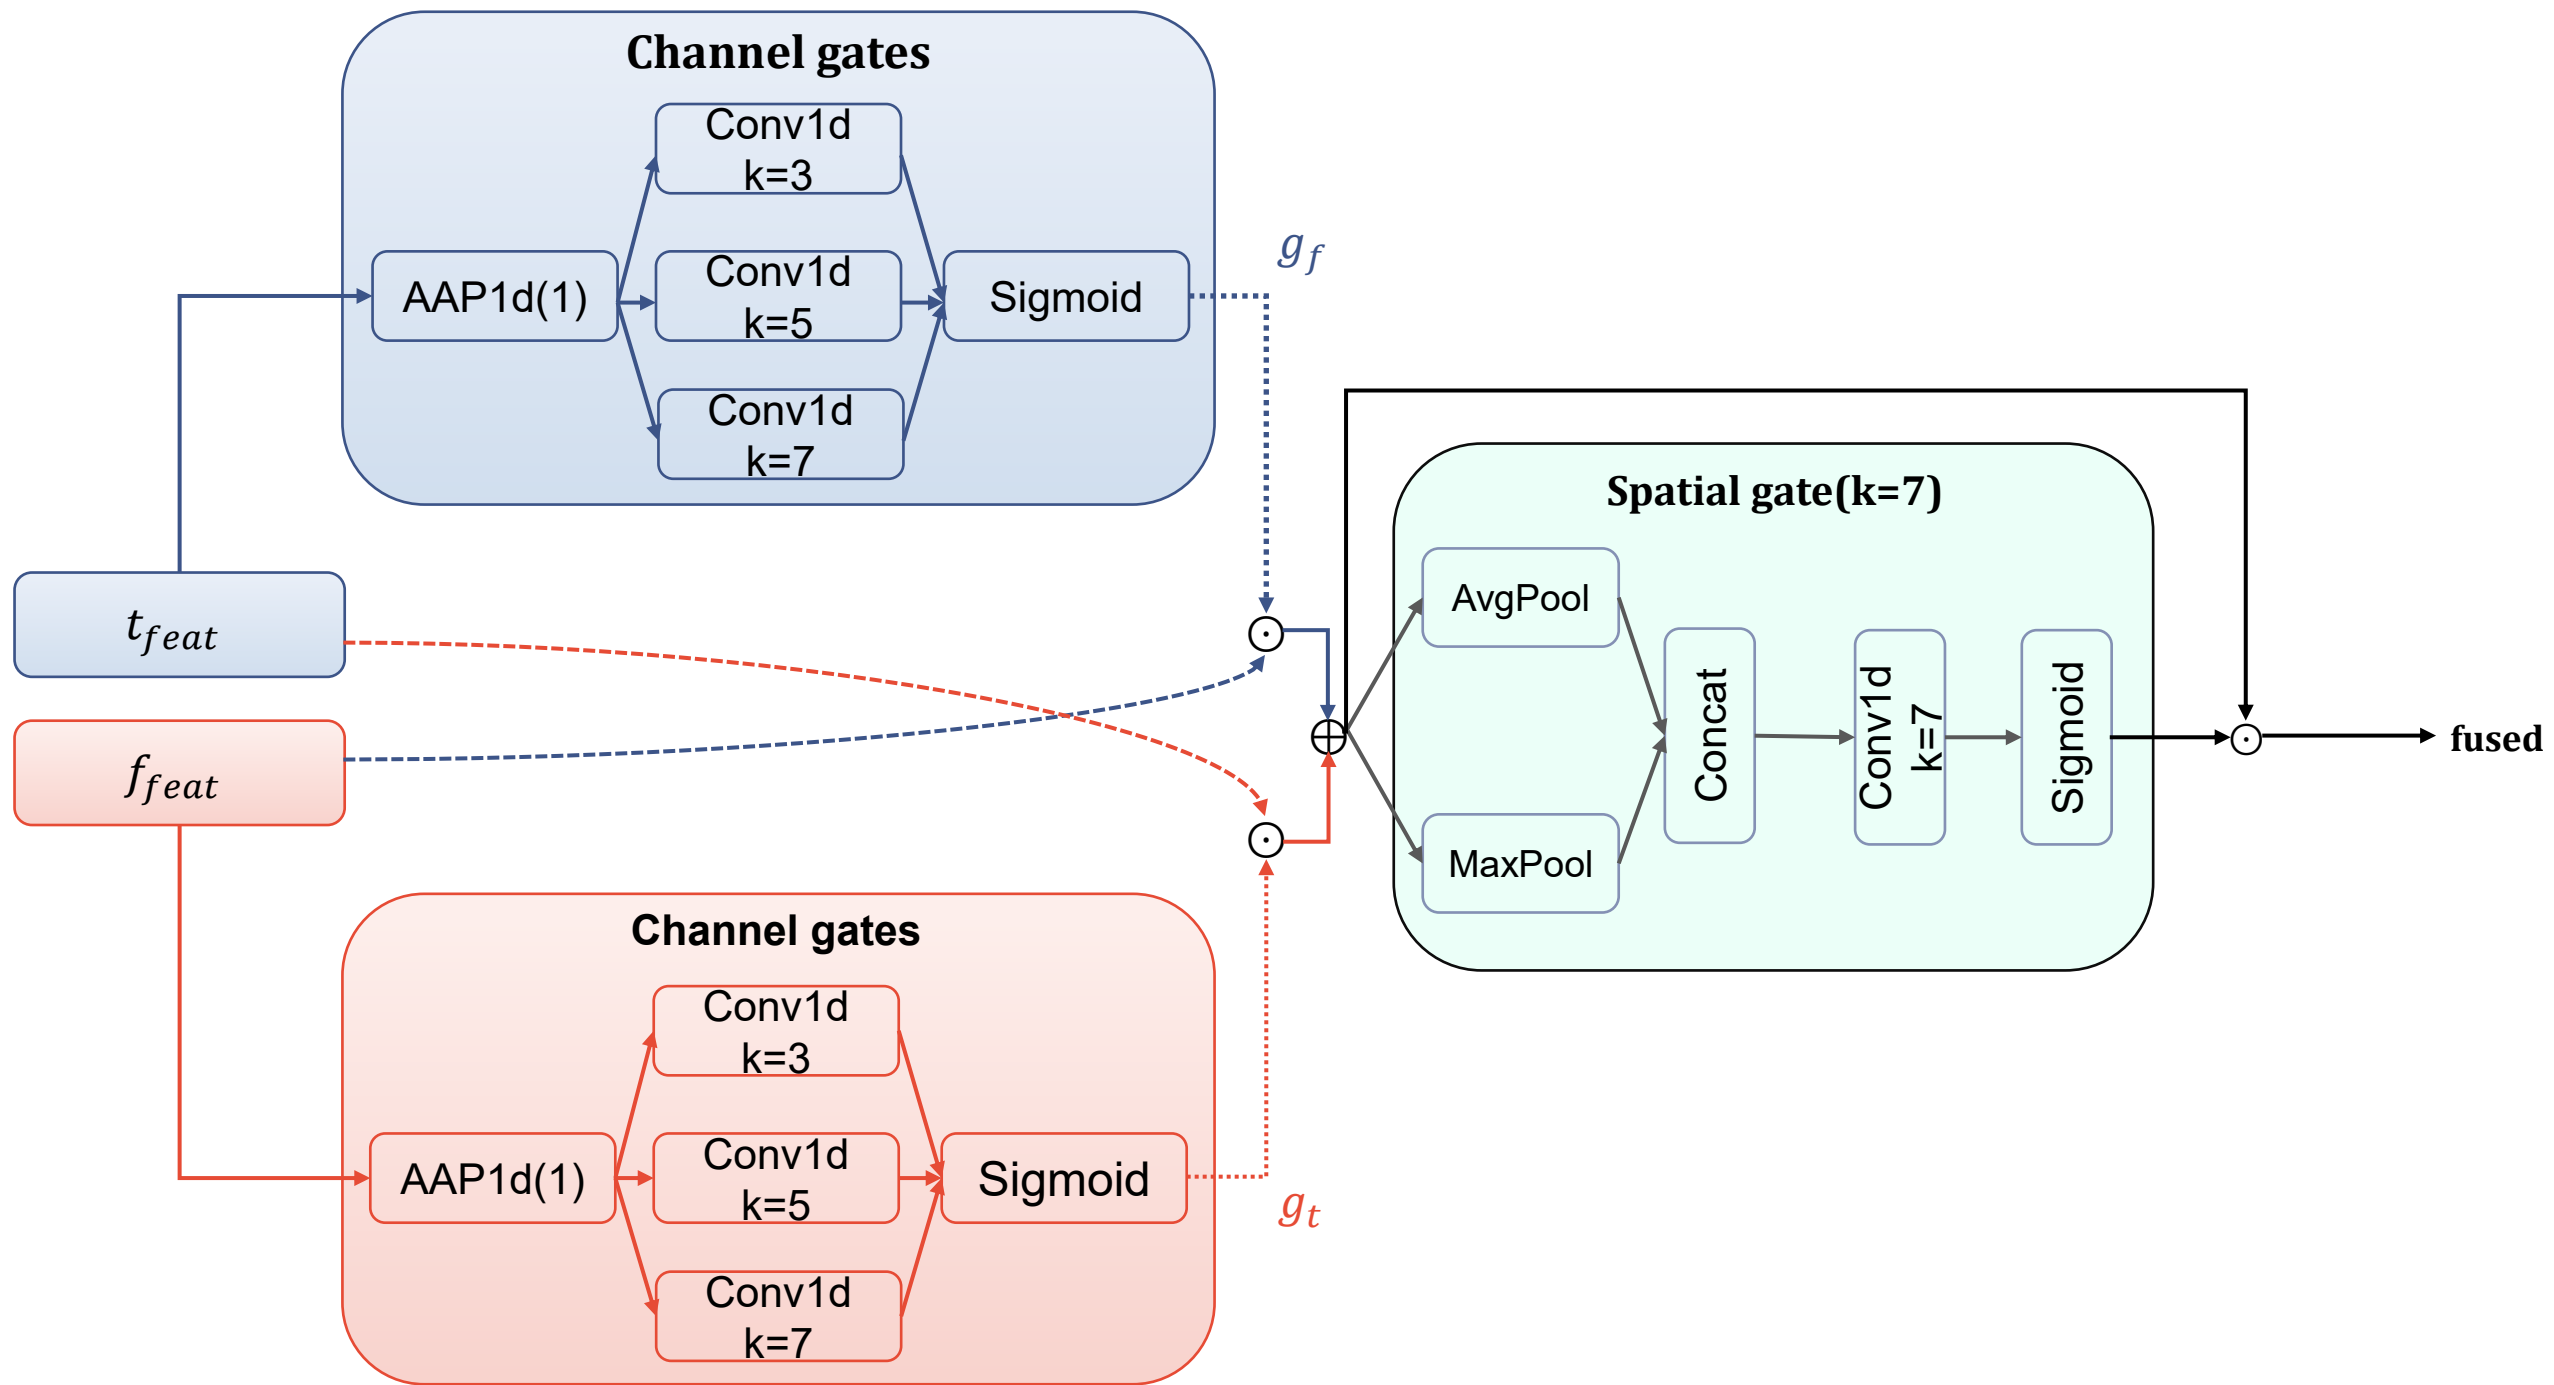 Channel gates
Conv1d
k=3
AAP1d(1)
Conv1d
k=5
Sigmoid
Conv1d
k=7
g_f
t_feat
f_feat
Spatial gate(k=7)
AvgPool
MaxPool
Concat
Conv1d
k=7
Sigmoid
fused
Channel gates
Conv1d
k=3
AAP1d(1)
Conv1d
k=5
Sigmoid
Conv1d
k=7
g_t